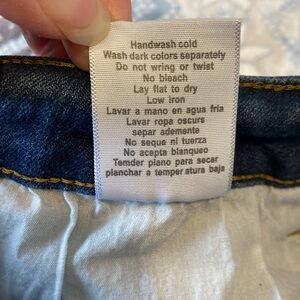 Handwash cold
Wash dark colors separately
Do not wring or twist
No bleach
Lay flat to dry
Low iron
Lavar a mano en agua fria
Lavar ropa oscurs
separ ademente
No seque ni tuerca
No acepta blanqueo
Temder piano para secar
planchar a temper atura baja